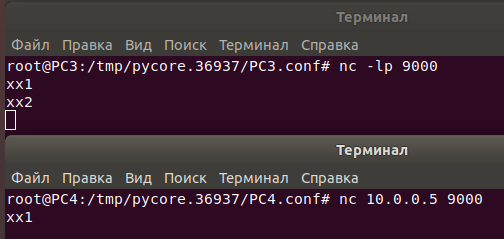 Терминал
Файл Правка Вид Поиск Терминал Справка
root@PC3:/tmp/pycore.36937/PC3.conf# nc -lp 9000
xx1
xx2
Терминал
Файл Правка Вид Поиск Терминал Справка
root@PC4:/tmp/pycore.36937/PC4.conf# nc 10.0.0.5 9000
xx1